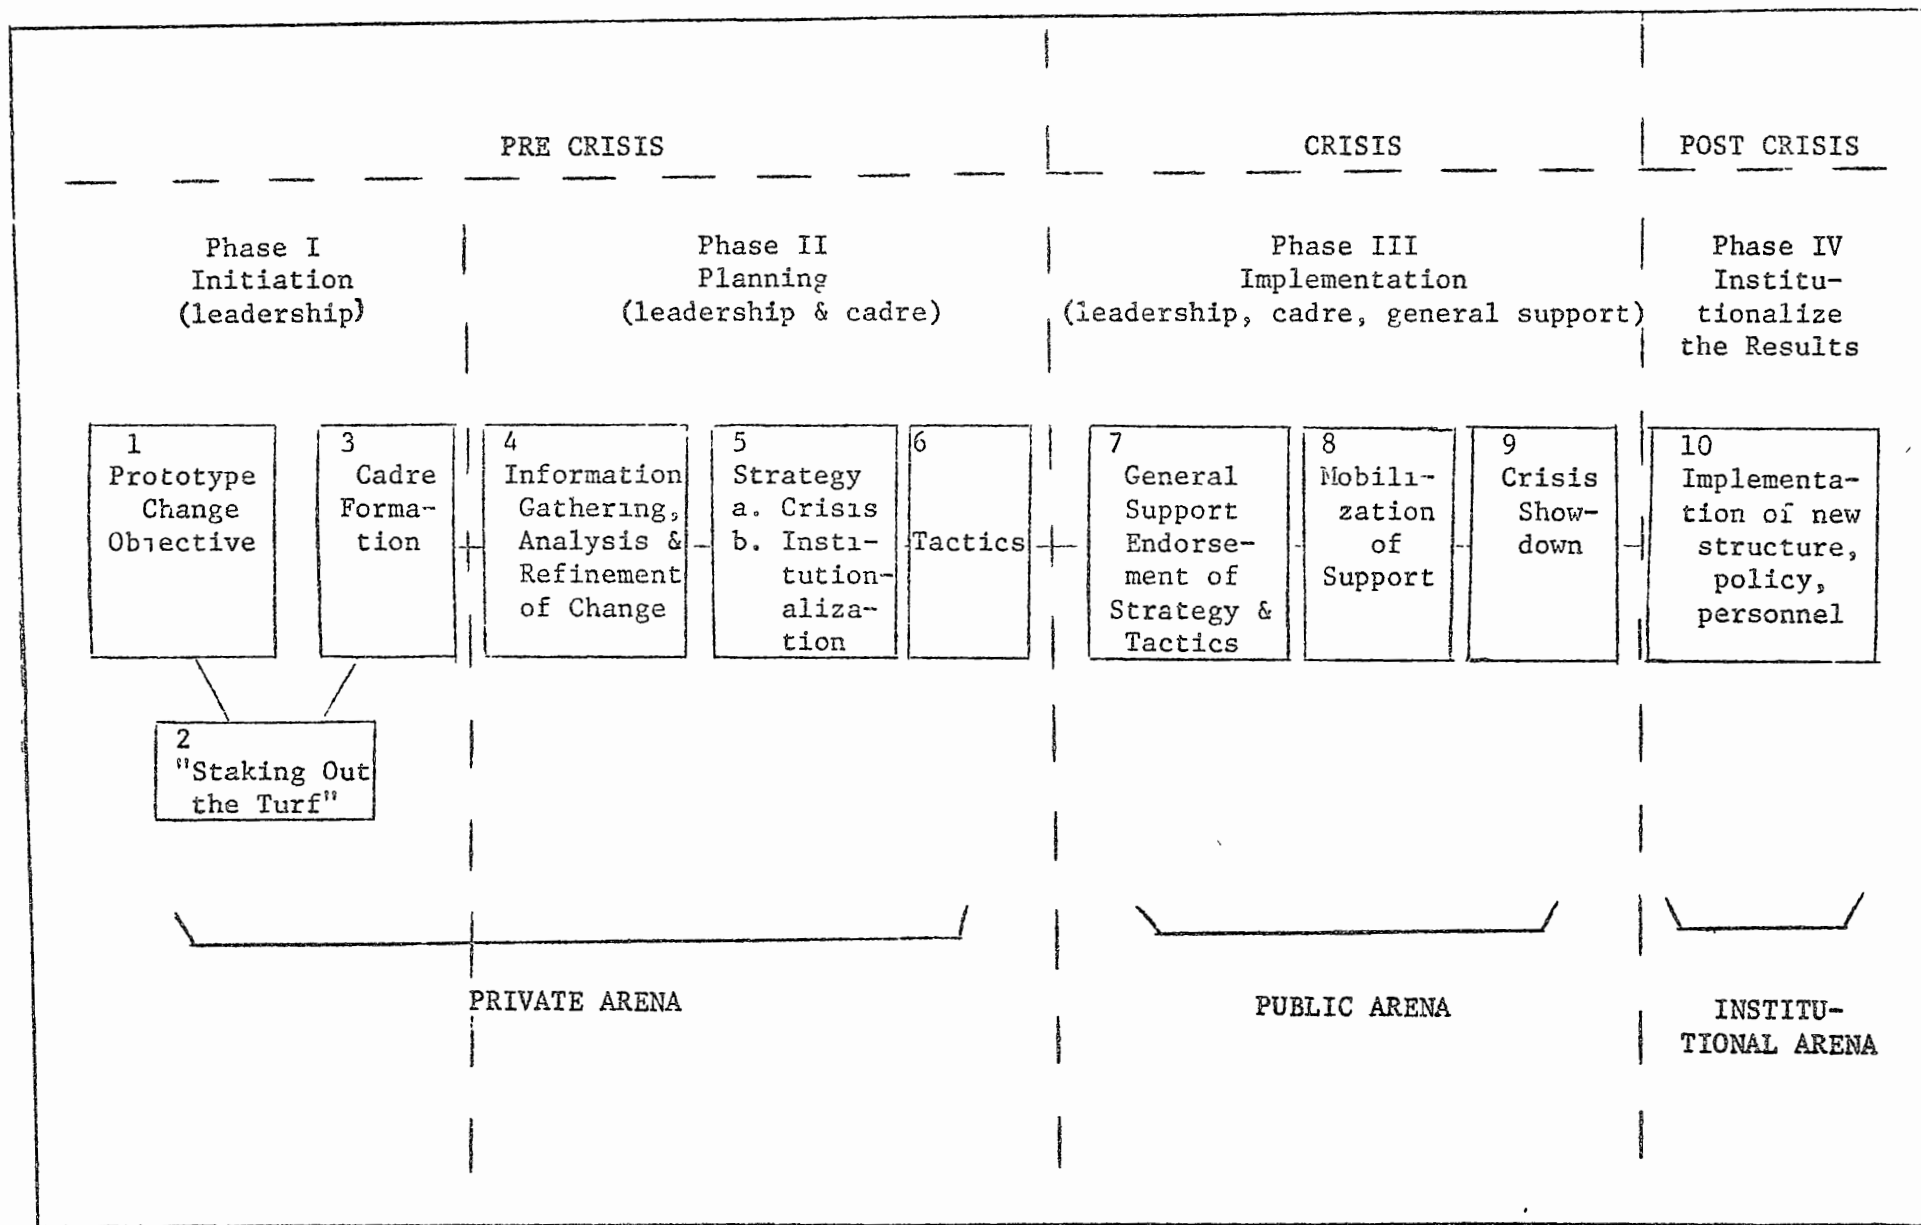 PRE CRISIS
CRISIS
POST CRISIS
Phase I
Initiation
(leadership)
Phase II
Planning
(leadership & cadre)
Phase III
Implementation
(leadership, cadre, general support)
Phase IV
Institu-
tionalize
the Results
1
Prototype
Change
Objective
2
"Staking Out
the Turf"
3
Cadre
Forma-
tion
4
Information
Gathering,
Analysis &
Refinement
of Change
5
Strategy
a. Crisis
b. Insti-
tution-
aliza-
tion
6
Tactics
7
General
Support
Endorse-
ment of
Strategy &
Tactics
8
Mobili-
zation
of
Support
9
Crisis
Show-
down
10
Implementa-
tion of new
structure,
policy,
personnel
PRIVATE ARENA
PUBLIC ARENA
INSTITU-
TIONAL ARENA